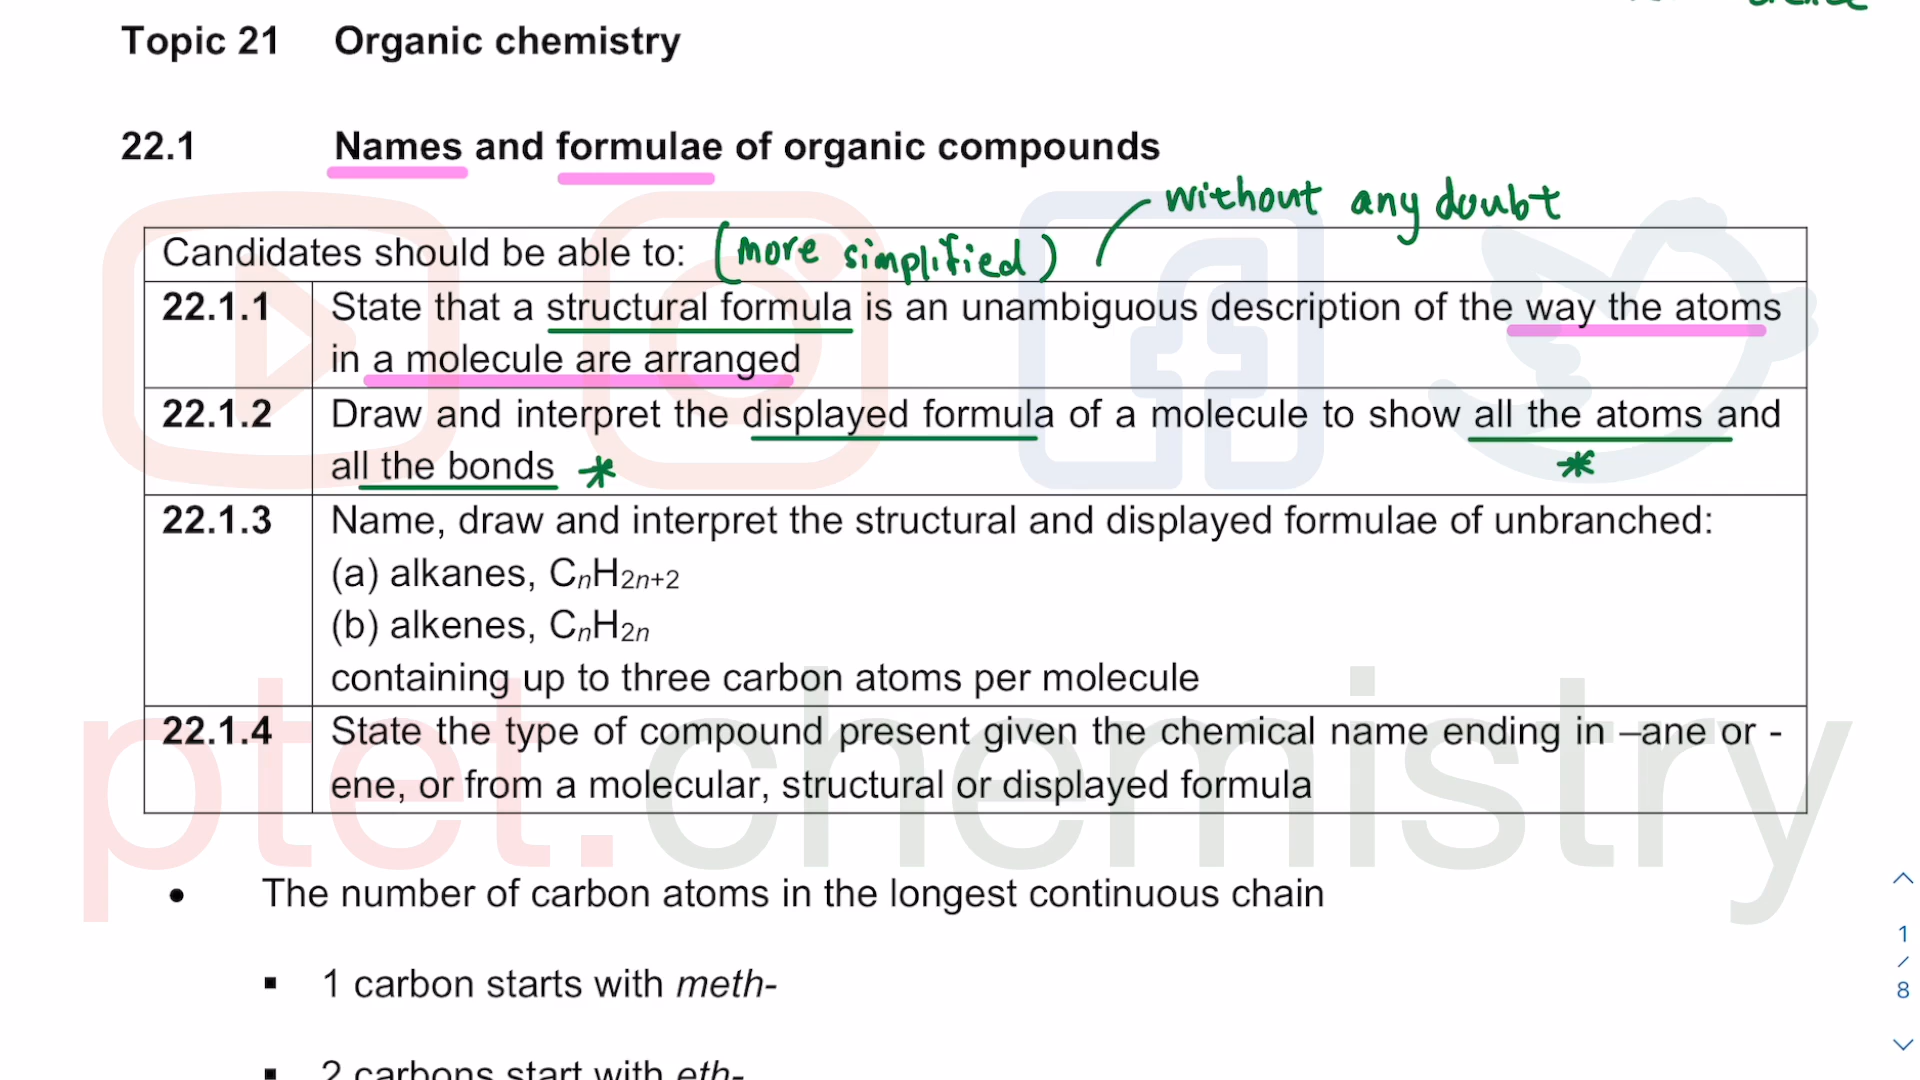 Topic 21 Organic chemistry
22.1 Names and formulae of organic compounds
without any doubt
Candidates should be able to: (more simplified)
22.1.1 State that a structural formula is an unambiguous description of the way the atoms
in a molecule are arranged
22.1.2 Draw and interpret the displayed formula of a molecule to show all the atoms and
all the bonds *
*
22.1.3 Name, draw and interpret the structural and displayed formulae of unbranched:
(a) alkanes, CnH2n+2
(b) alkenes, CnH2n
containing up to three carbon atoms per molecule
22.1.4 State the type of compound present given the chemical name ending in –ane or -
ene, or from a molecular, structural or displayed formula
ptet.chemistry
• The number of carbon atoms in the longest continuous chain
▪ 1 carbon starts with meth-
▪ 2 carbons start with eth-
1
/
8